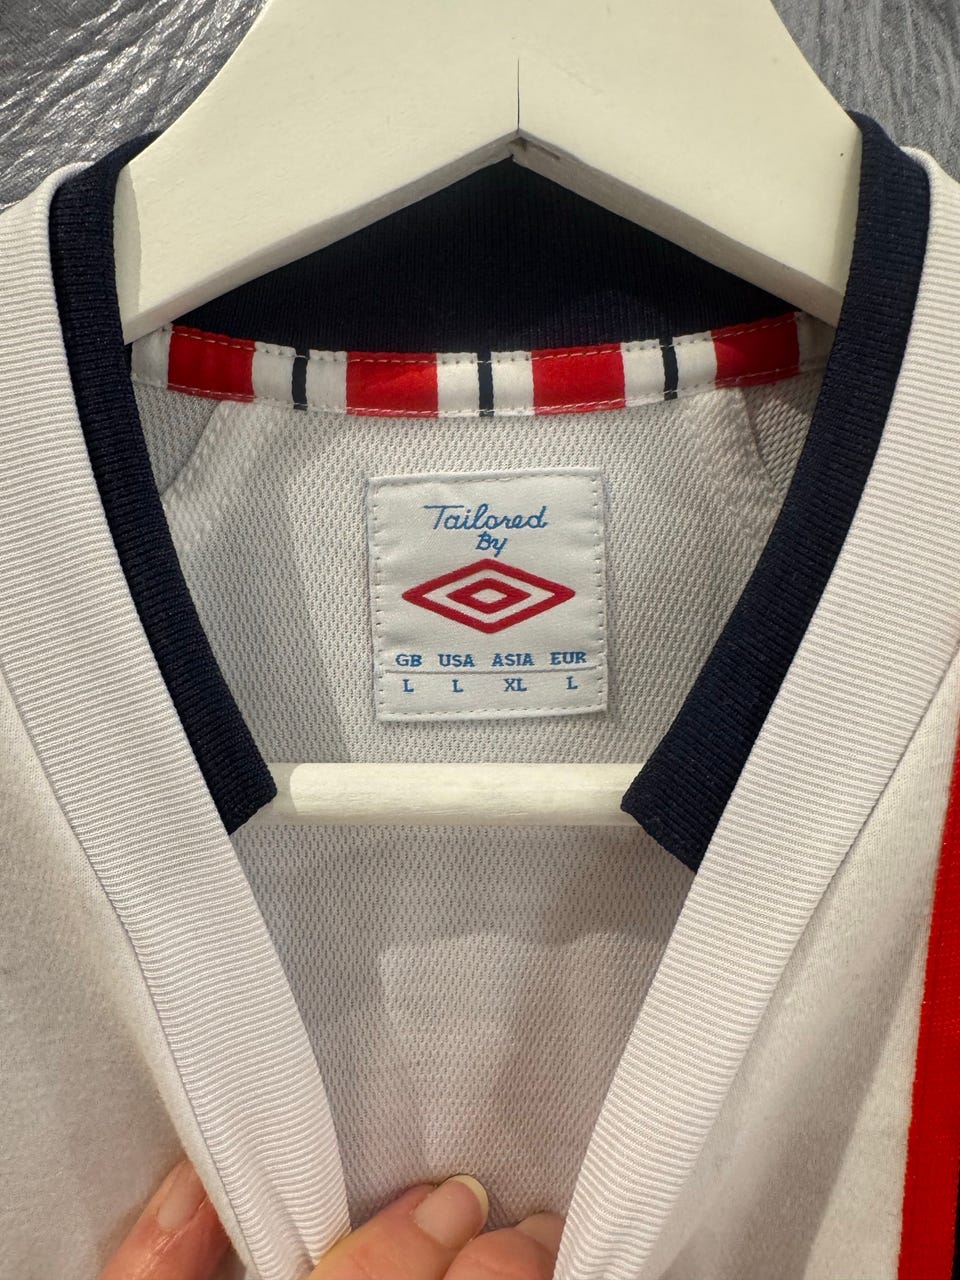 Tailored
By
GB USA ASIA EUR
L L XL L